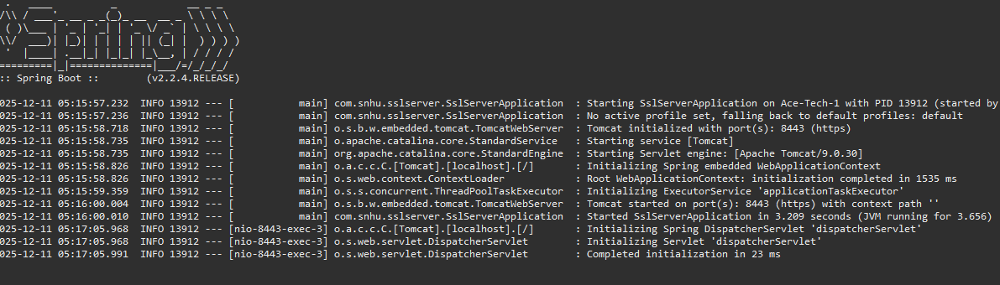 .   ____          _            __ _ _
/\\ / ___'_ __ _ _(_)_ __  __ _ \ \ \ \
( )\___ | '_ | '_| | '_ \/ _` | \ \ \ \
\\/  ___)| |_)| | | | | || (_| |  ) ) ) )
 '  |____| .__|_| |_|_| |_\__, | / / / /
=========|_|==============|___/=/_/_/_/
:: Spring Boot ::        (v2.2.4.RELEASE)
025-12-11 05:15:57.232  INFO 13912 --- [           main] com.snhu.sslserver.SslServerApplication  : Starting SslServerApplication on Ace-Tech-1 with PID 13912 (started by
025-12-11 05:15:57.236  INFO 13912 --- [           main] com.snhu.sslserver.SslServerApplication  : No active profile set, falling back to default profiles: default
025-12-11 05:15:58.718  INFO 13912 --- [           main] o.s.b.w.embedded.tomcat.TomcatWebServer  : Tomcat initialized with port(s): 8443 (https)
025-12-11 05:15:58.735  INFO 13912 --- [           main] o.apache.catalina.core.StandardService   : Starting service [Tomcat]
025-12-11 05:15:58.735  INFO 13912 --- [           main] org.apache.catalina.core.StandardEngine  : Starting Servlet engine: [Apache Tomcat/9.0.30]
025-12-11 05:15:58.826  INFO 13912 --- [           main] o.a.c.c.C.[Tomcat].[localhost].[/]       : Initializing Spring embedded WebApplicationContext
025-12-11 05:15:58.826  INFO 13912 --- [           main] o.s.web.context.ContextLoader            : Root WebApplicationContext: initialization completed in 1535 ms
025-12-11 05:15:59.359  INFO 13912 --- [           main] o.s.s.concurrent.ThreadPoolTaskExecutor  : Initializing ExecutorService 'applicationTaskExecutor'
025-12-11 05:16:00.004  INFO 13912 --- [           main] o.s.b.w.embedded.tomcat.TomcatWebServer  : Tomcat started on port(s): 8443 (https) with context path ''
025-12-11 05:16:00.010  INFO 13912 --- [           main] com.snhu.sslserver.SslServerApplication  : Started SslServerApplication in 3.209 seconds (JVM running for 3.656)
025-12-11 05:17:05.968  INFO 13912 --- [nio-8443-exec-3] o.a.c.c.C.[Tomcat].[localhost].[/]       : Initializing Spring DispatcherServlet 'dispatcherServlet'
025-12-11 05:17:05.968  INFO 13912 --- [nio-8443-exec-3] o.s.web.servlet.DispatcherServlet        : Initializing Servlet 'dispatcherServlet'
025-12-11 05:17:05.991  INFO 13912 --- [nio-8443-exec-3] o.s.web.servlet.DispatcherServlet        : Completed initialization in 23 ms